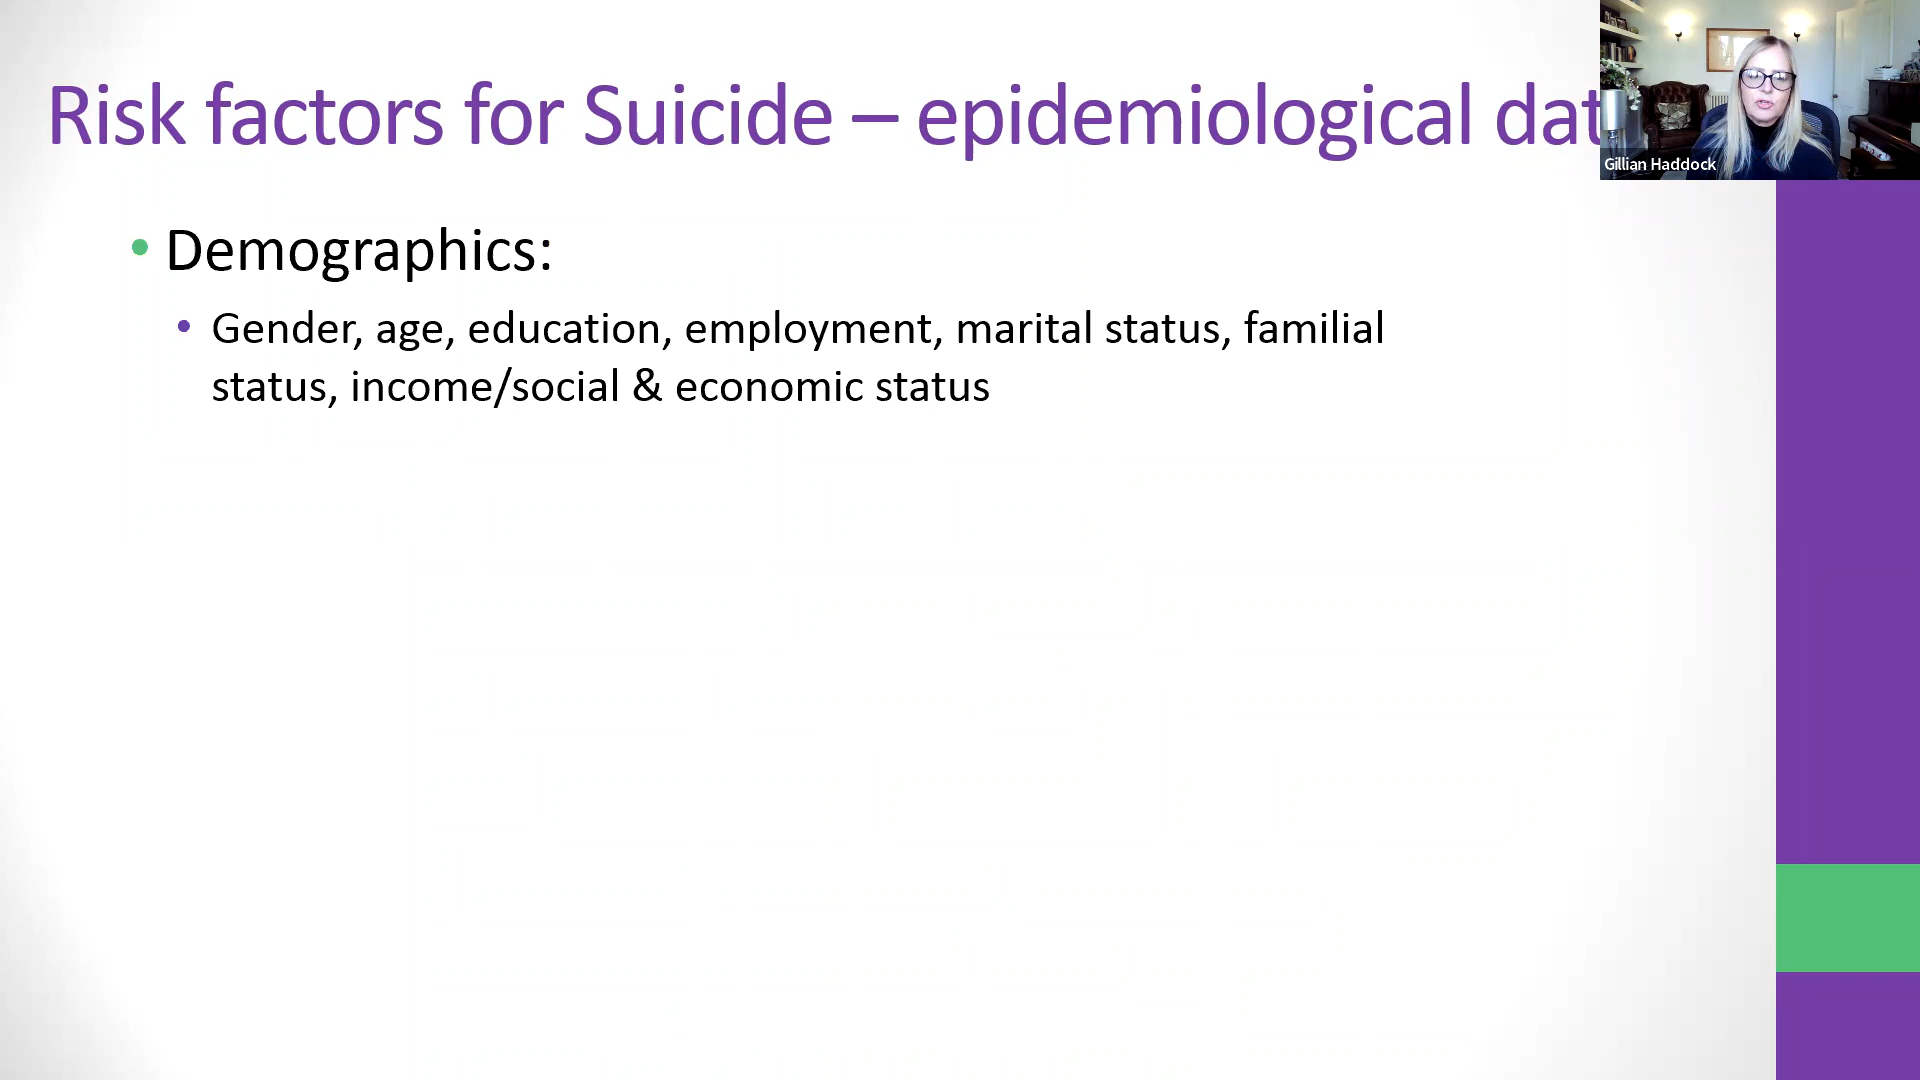 Risk factors for Suicide – epidemiological dat
Gillian Haddock
• Demographics:
• Gender, age, education, employment, marital status, familial
status, income/social & economic status